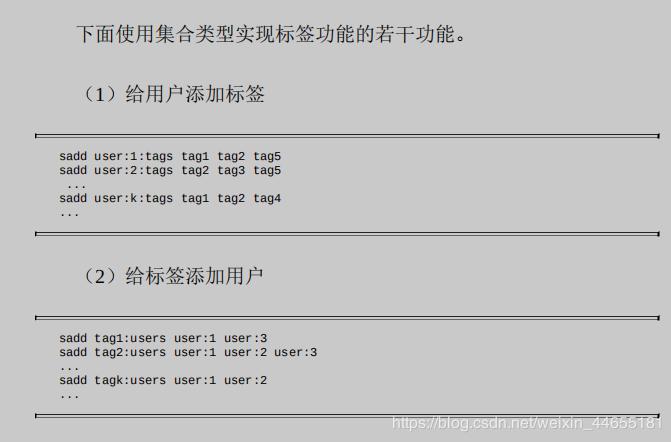 下面使用集合类型实现标签功能的若干功能。
（1）给用户添加标签
sadd user:1:tags tag1 tag2 tag5
sadd user:2:tags tag2 tag3 tag5
...
sadd user:k:tags tag1 tag2 tag4
...
（2）给标签添加用户
sadd tag1:users user:1 user:3
sadd tag2:users user:1 user:2 user:3
...
sadd tagk:users user:1 user:2
...
https://blog.csdn.net/weixin_44655181